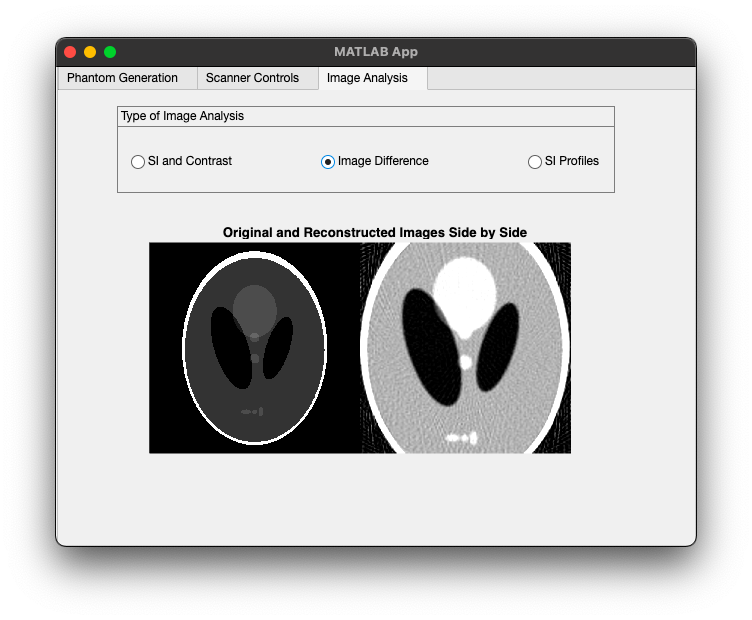 MATLAB App
Phantom Generation
Scanner Controls
Image Analysis
Type of Image Analysis
SI and Contrast
Image Difference
SI Profiles
Original and Reconstructed Images Side by Side